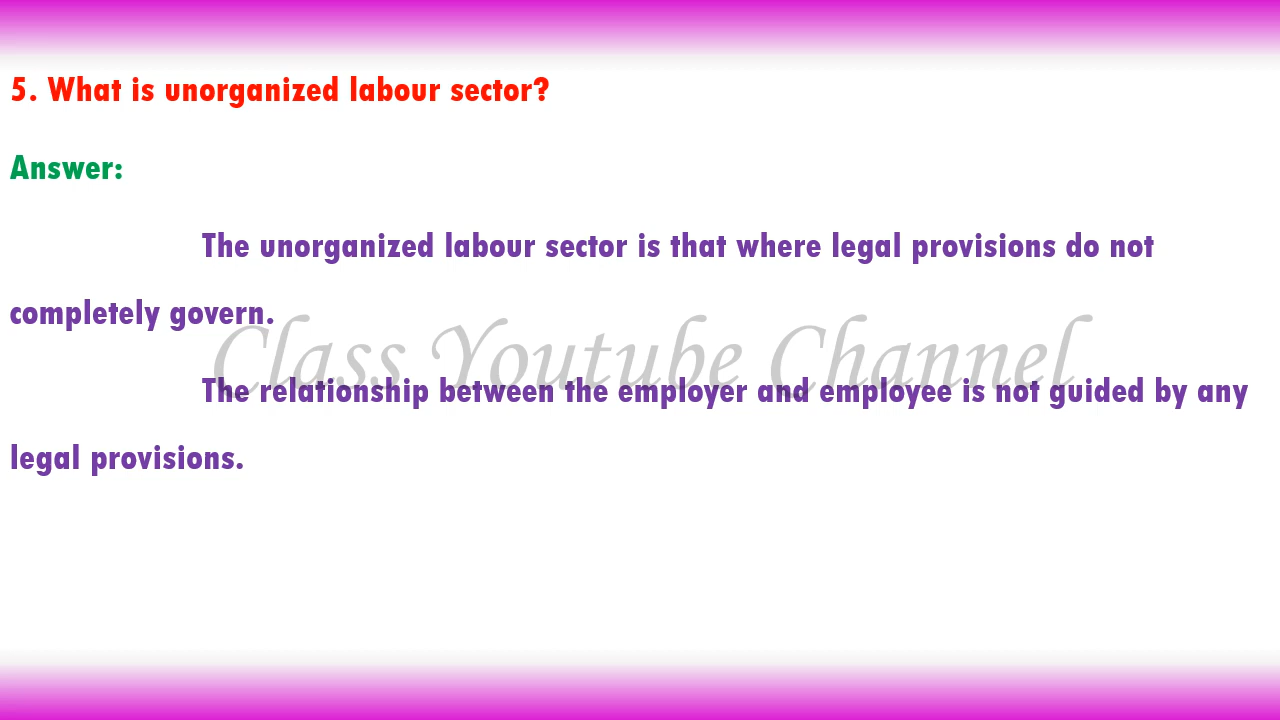 5. What is unorganized labour sector?
Answer:
The unorganized labour sector is that where legal provisions do not
completely govern.
Class Youtube Channel
The relationship between the employer and employee is not guided by any
legal provisions.